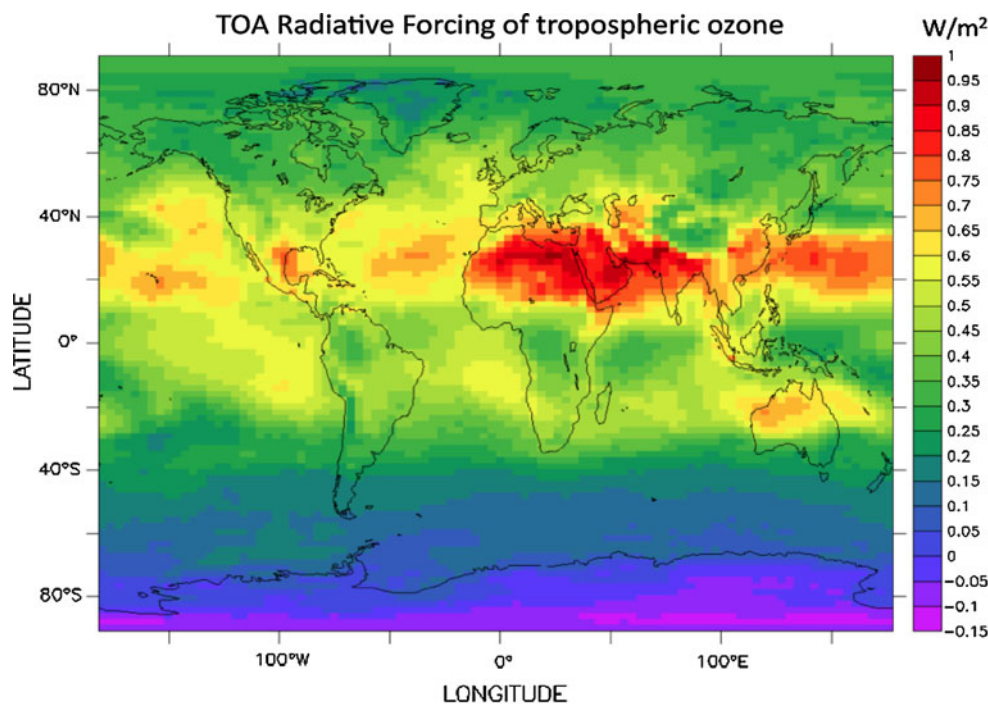 TOA Radiative Forcing of tropospheric ozone
W/m²
1
0.95
0.9
0.85
0.8
0.75
0.7
0.65
0.6
0.55
0.5
0.45
0.4
0.35
0.3
0.25
0.2
0.15
0.1
0.05
0
−0.05
−0.1
−0.15
LATITUDE
80°N
40°N
0°
40°S
80°S
100°W
0°
100°E
LONGITUDE